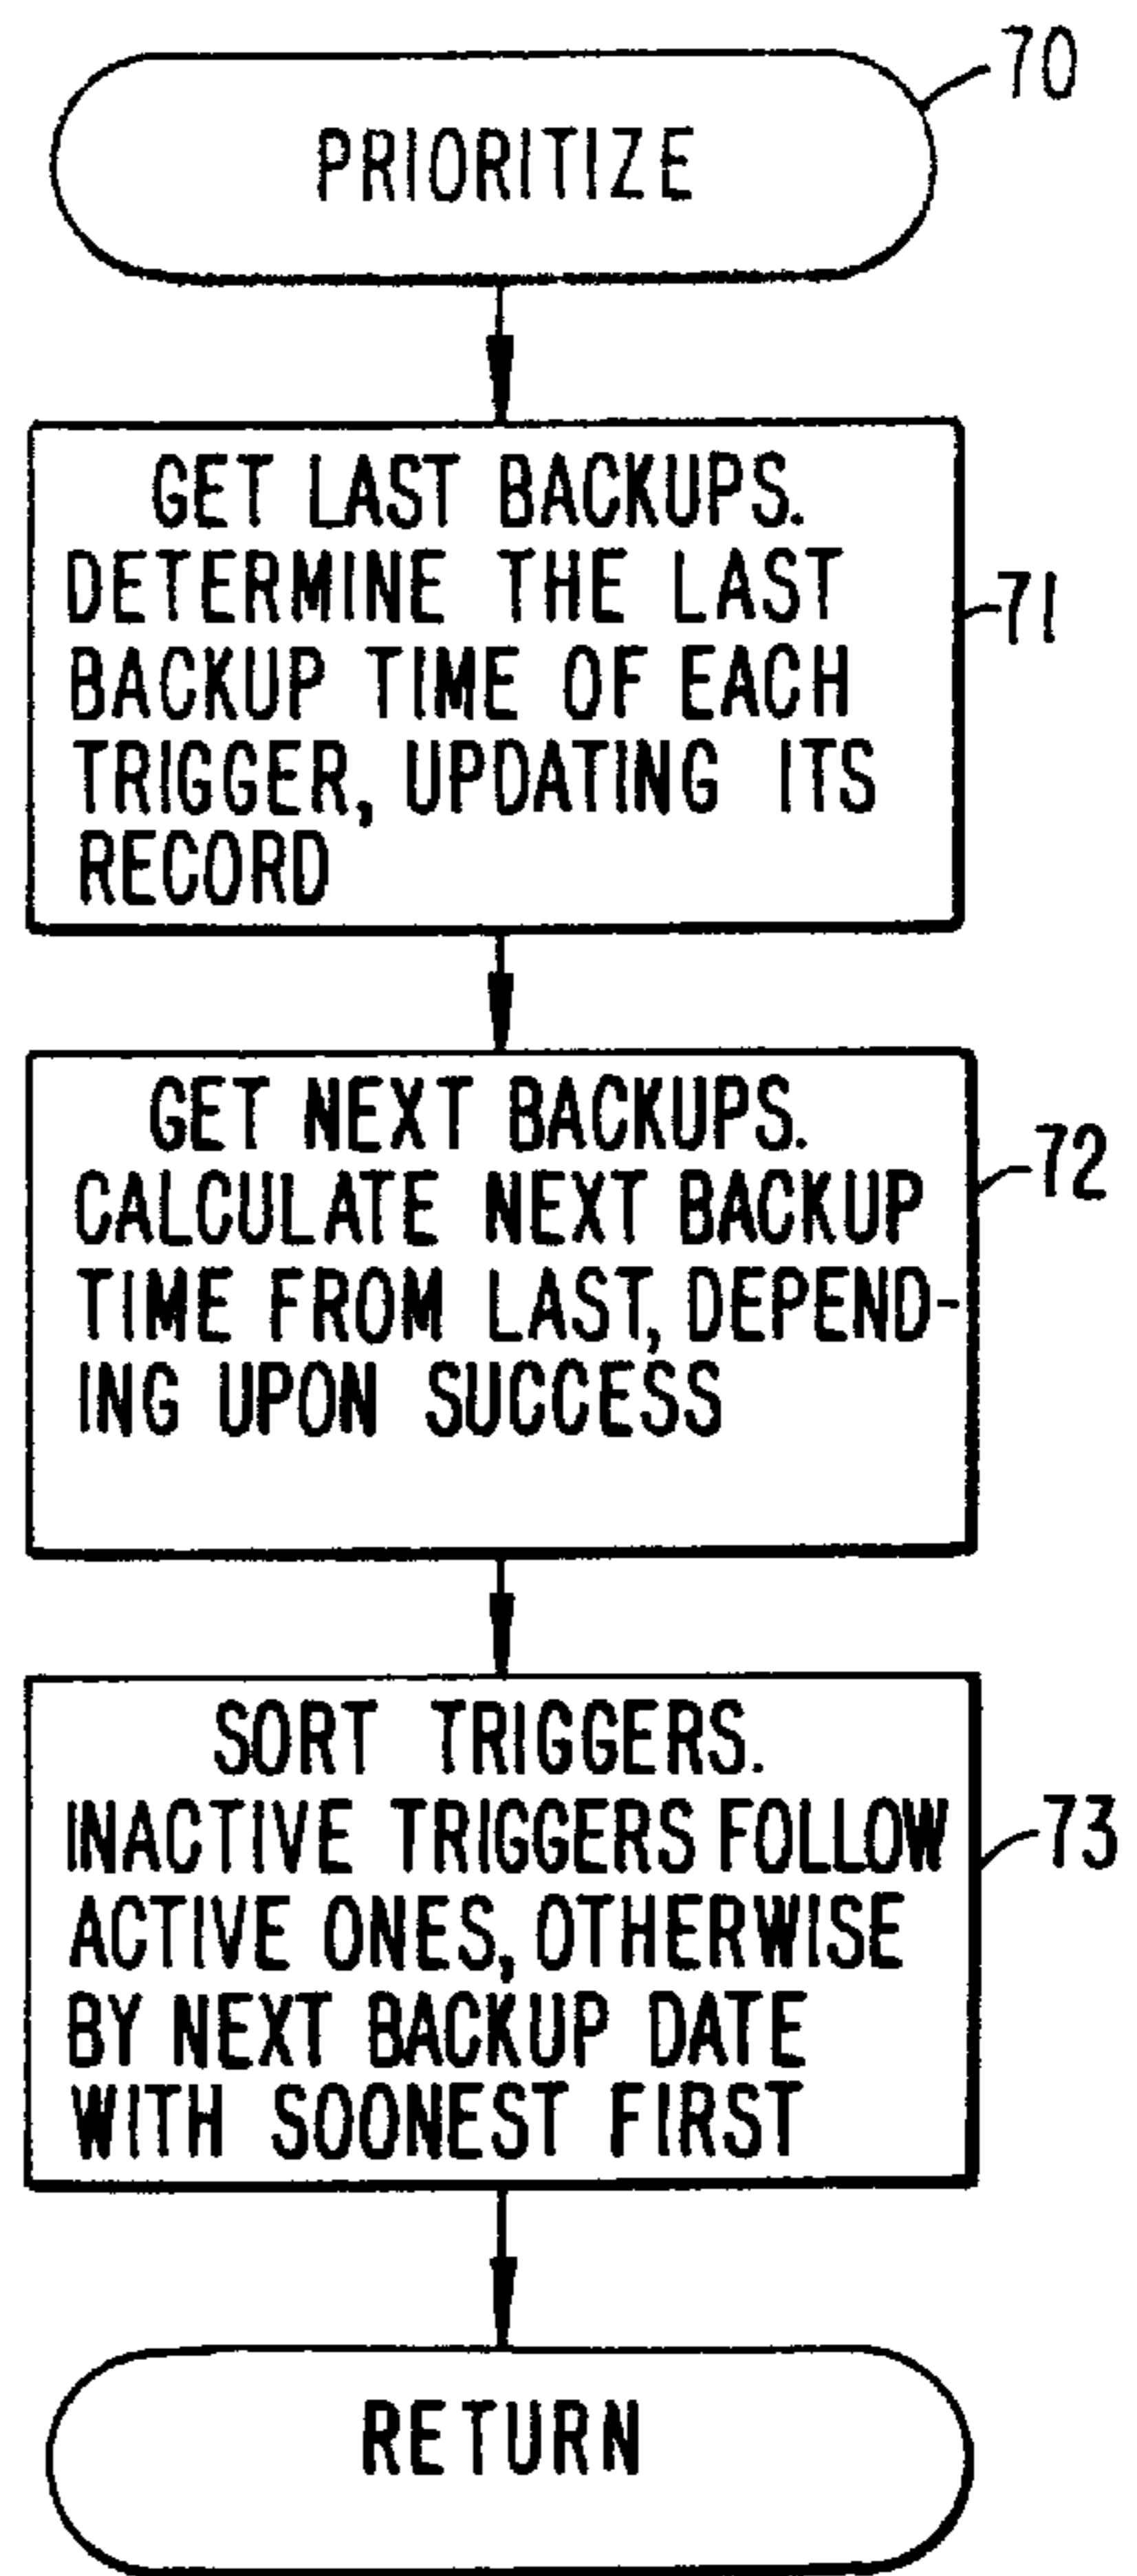 70
PRIORITIZE
GET LAST BACKUPS.
DETERMINE THE LAST
BACKUP TIME OF EACH
TRIGGER, UPDATING ITS
RECORD
71
GET NEXT BACKUPS.
CALCULATE NEXT BACKUP
TIME FROM LAST, DEPEND-
ING UPON SUCCESS
72
SORT TRIGGERS.
INACTIVE TRIGGERS FOLLOW
ACTIVE ONES, OTHERWISE
BY NEXT BACKUP DATE
WITH SOONEST FIRST
73
RETURN